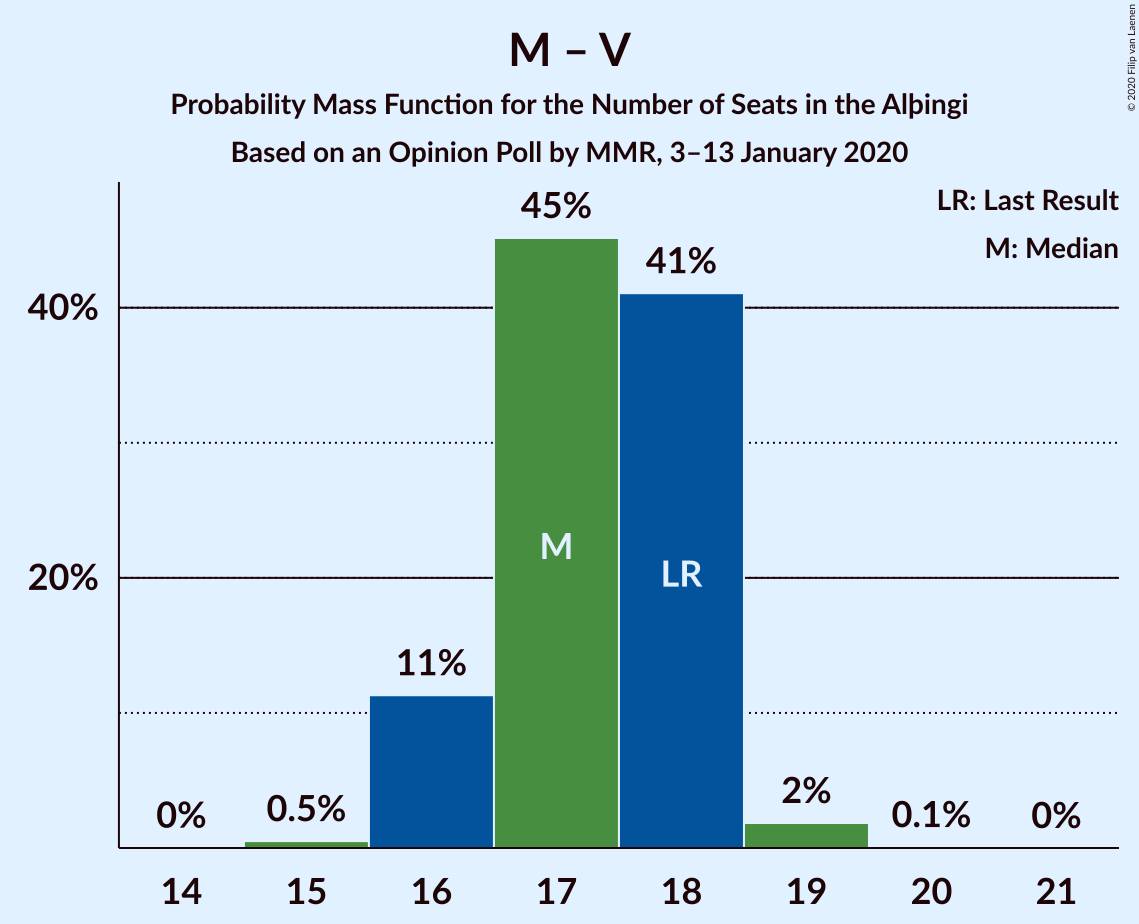 M – V
Probability Mass Function for the Number of Seats in the Alþingi
Based on an Opinion Poll by MMR, 3–13 January 2020
© 2020 Filip van Laenen
LR: Last Result
M: Median
45%
41%
40%
M
LR
20%
11%
0%
0.5%
2%
0.1%
0%
14 15 16 17 18 19 20 21